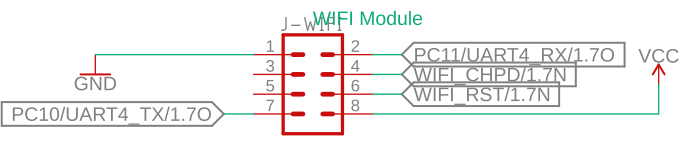 J-WIFI
WIFI Module
1 2
PC11/UART4_RX/1.7O
VCC
3 4
WIFI_CHPD/1.7N
GND
5 6
WIFI_RST/1.7N
PC10/UART4_TX/1.7O
7 8